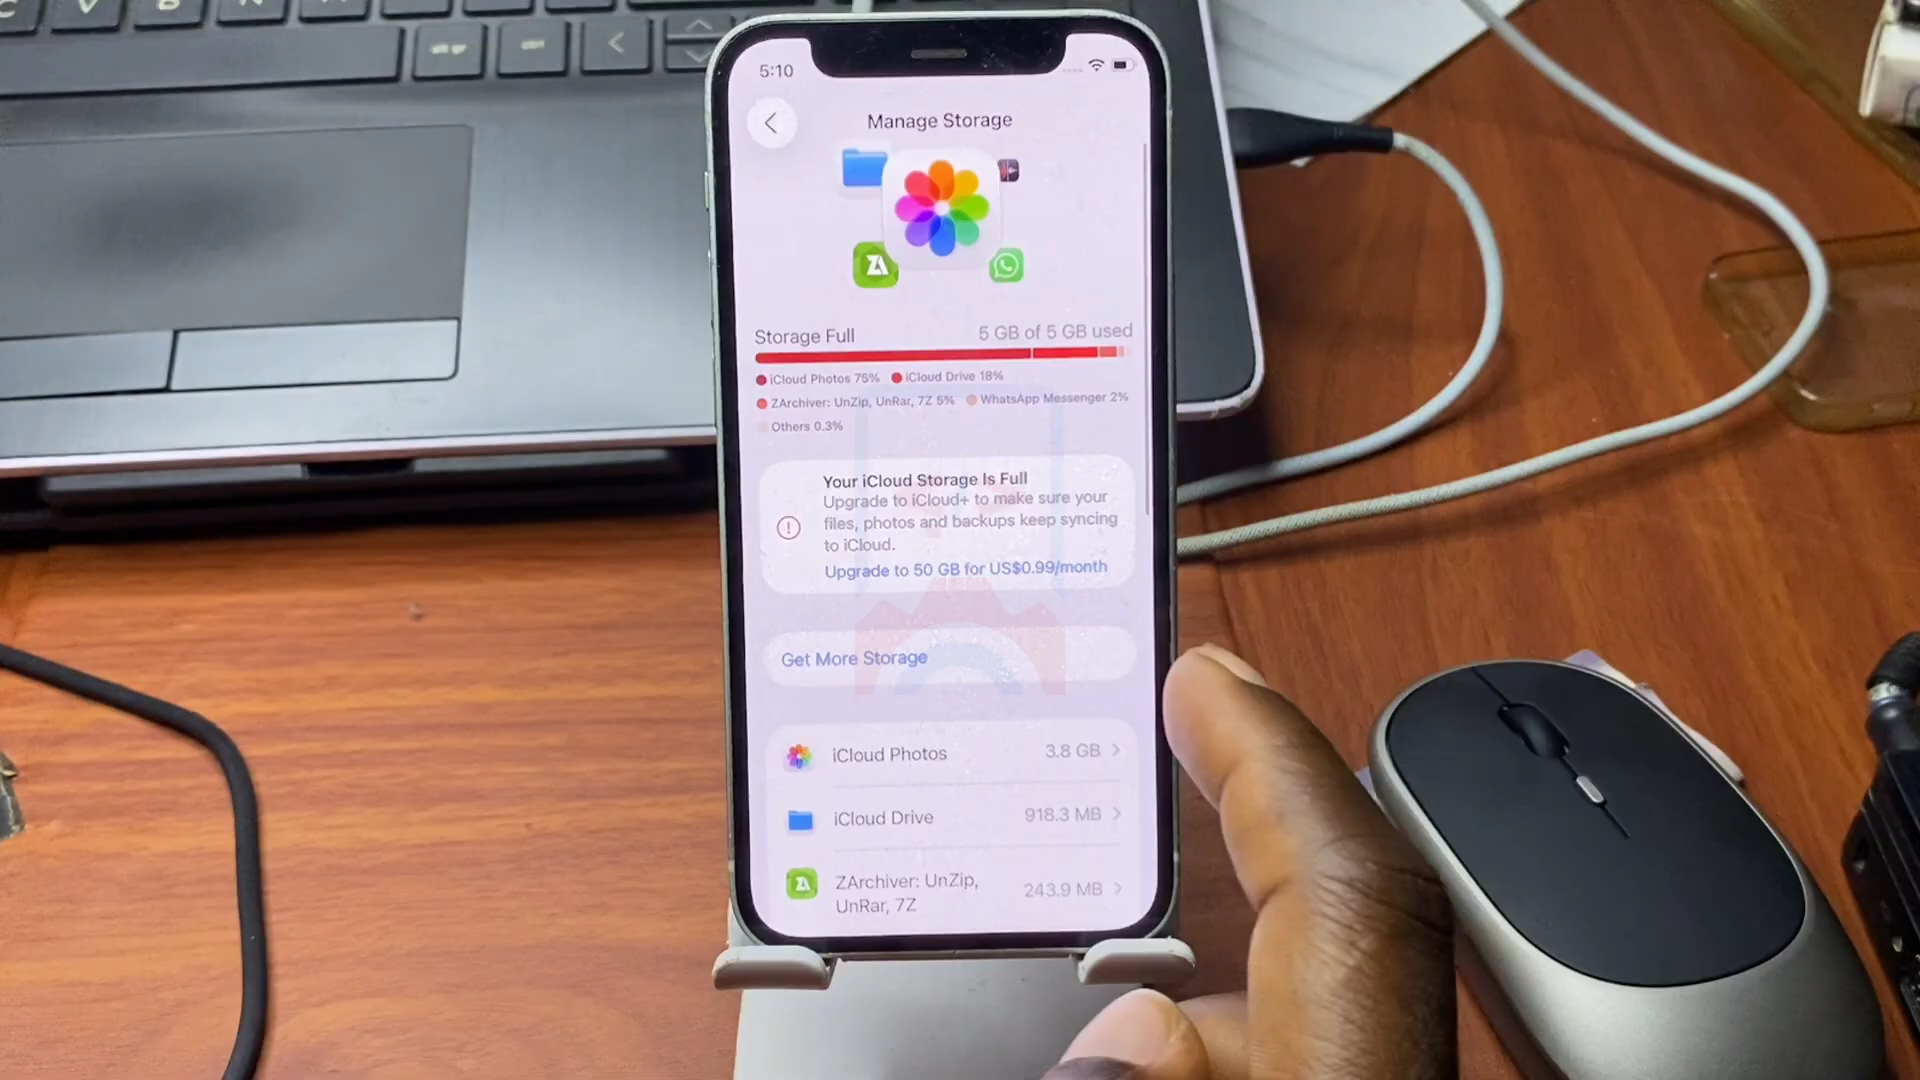 alt gr
ctrl
5:10
Manage Storage
Storage Full
5 GB of 5 GB used
iCloud Photos 75%
iCloud Drive 18%
ZArchiver: UnZip, UnRar, 7Z 5%
WhatsApp Messenger 2%
Others 0.3%
Your iCloud Storage Is Full
Upgrade to iCloud+ to make sure your
files, photos and backups keep syncing
to iCloud.
Upgrade to 50 GB for US$0.99/month
Get More Storage
iCloud Photos
3.8 GB
iCloud Drive
918.3 MB
ZArchiver: UnZip,
UnRar, 7Z
243.9 MB